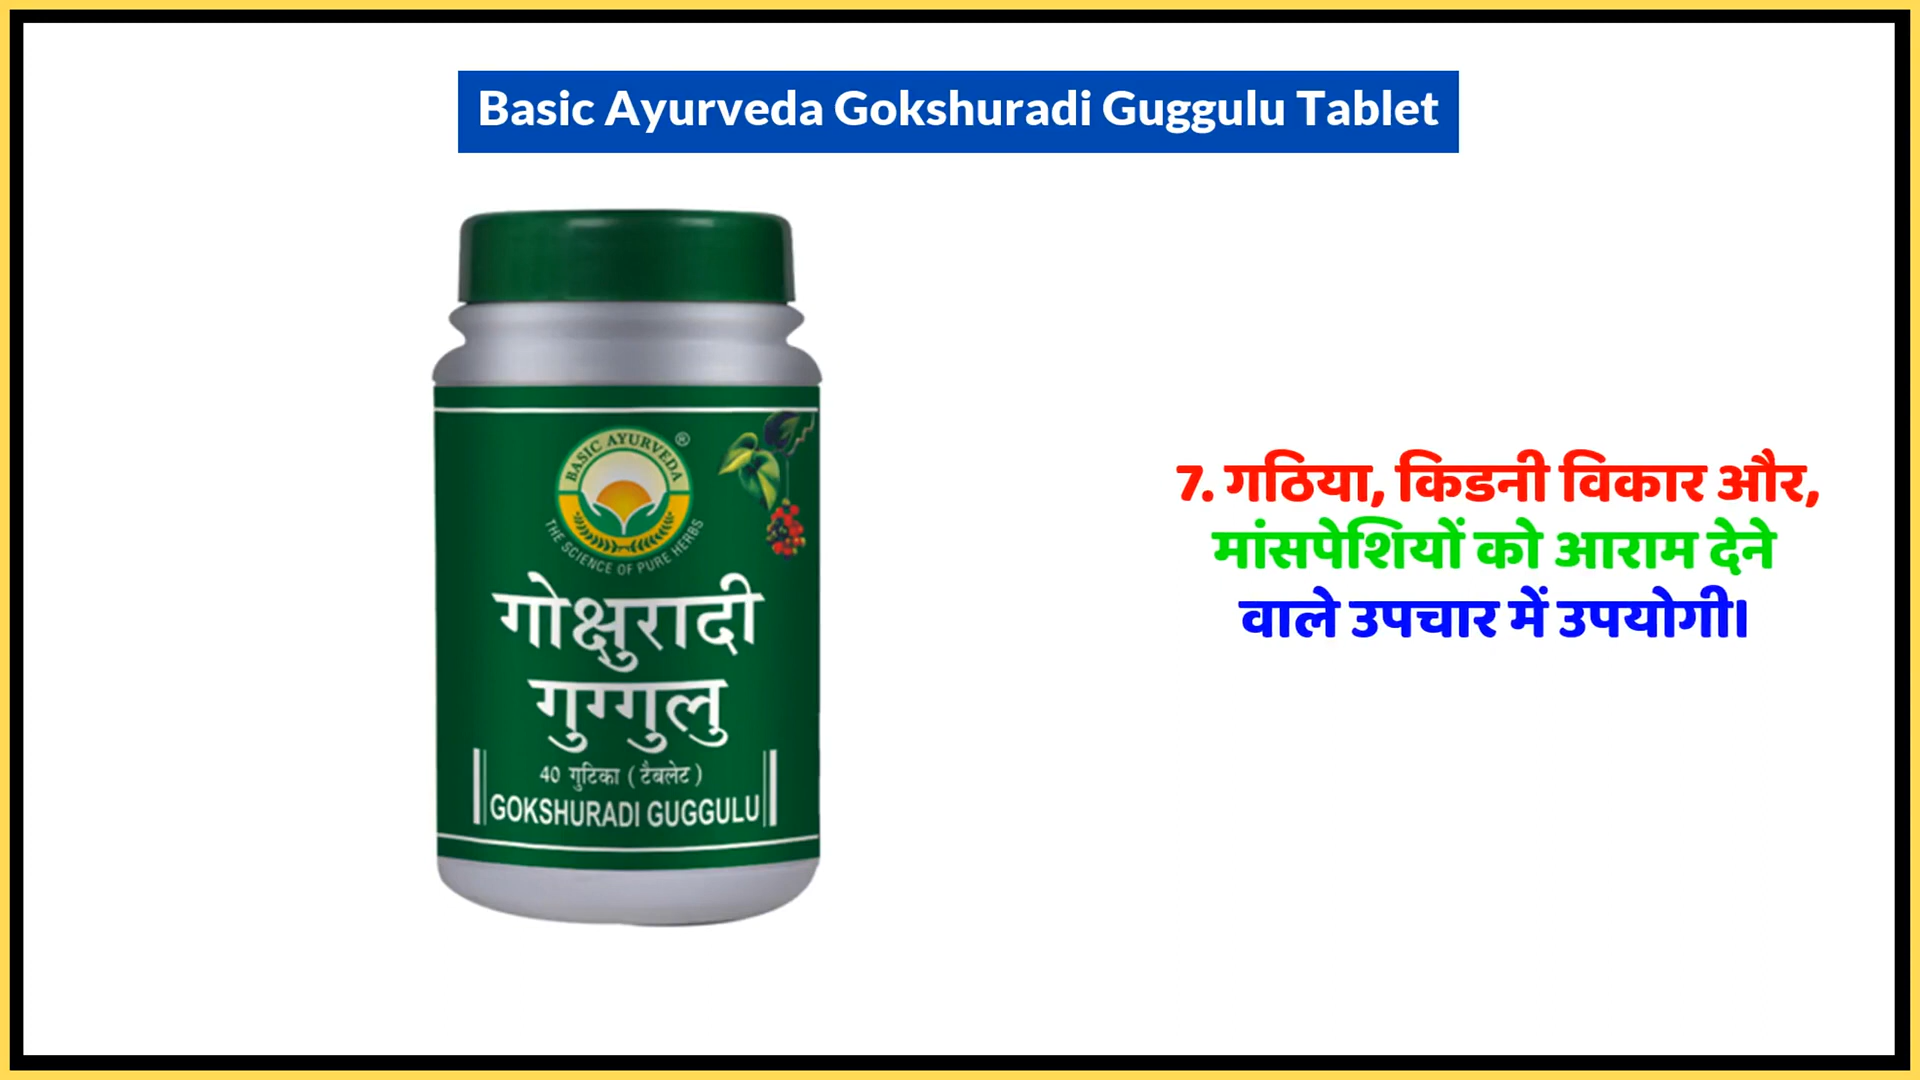 Basic Ayurveda Gokshuradi Guggulu Tablet
BASIC AYURVEDA ®
THE SCIENCE OF PURE HERBS
गोक्षुरादी
गुग्गुलु
40 गुटिका ( टैबलेट )
GOKSHURADI GUGGULU
7. गठिया, किडनी विकार और,
मांसपेशियों को आराम देने
वाले उपचार में उपयोगी।